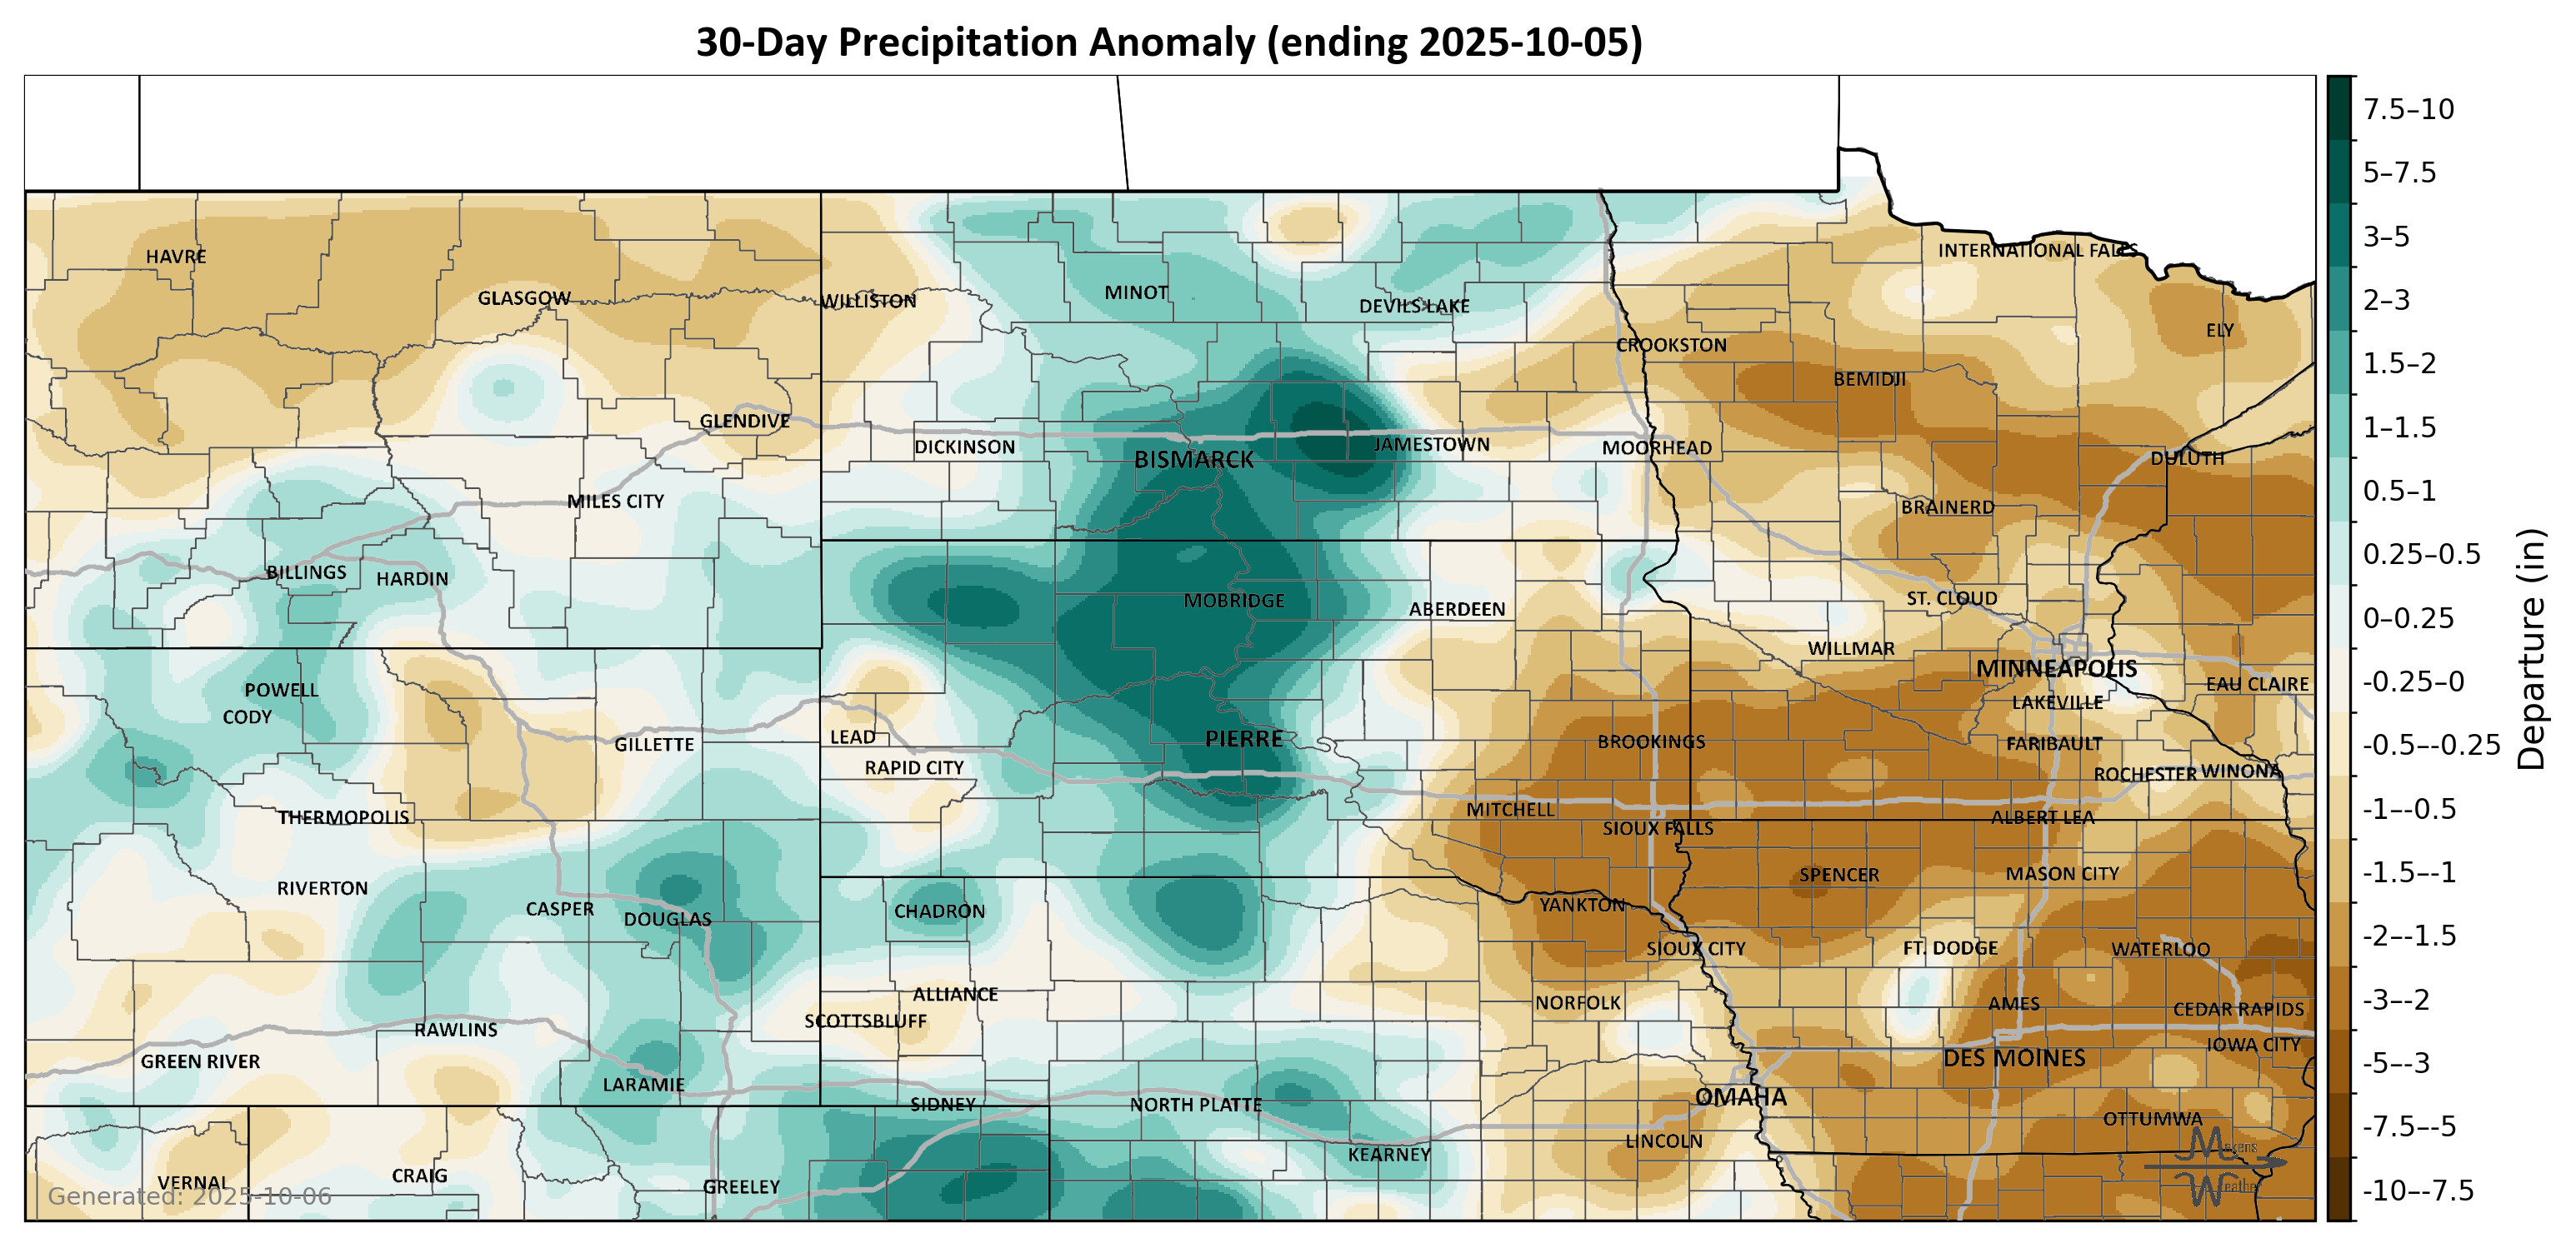 30-Day Precipitation Anomaly (ending 2025-10-05)
HAVRE
GLASGOW
WILLISTON
MINOT
DEVILS LAKE
INTERNATIONAL FALLS
ELY
CROOKSTON
BEMIDJI
GLENDIVE
DICKINSON
BISMARCK
JAMESTOWN
MOORHEAD
DULUTH
MILES CITY
BRAINERD
BILLINGS
HARDIN
MOBRIDGE
ABERDEEN
ST. CLOUD
WILLMAR
MINNEAPOLIS
EAU CLAIRE
LAKEVILLE
POWELL
CODY
GILLETTE
LEAD
PIERRE
BROOKINGS
FARIBAULT
RAPID CITY
ROCHESTER
WINONA
THERMOPOLIS
MITCHELL
SIOUX FALLS
ALBERT LEA
RIVERTON
SPENCER
MASON CITY
CASPER
DOUGLAS
CHADRON
YANKTON
SIOUX CITY
FT. DODGE
WATERLOO
ALLIANCE
NORFOLK
AMES
CEDAR RAPIDS
SCOTTSBLUFF
RAWLINS
IOWA CITY
GREEN RIVER
DES MOINES
LARAMIE
SIDNEY
NORTH PLATTE
OMAHA
OTTUMWA
LINCOLN
KEARNEY
VERNAL
CRAIG
GREELEY
Generated: 2025-10-06
Makens
Weather
7.5–10
5–7.5
3–5
2–3
1.5–2
1–1.5
0.5–1
0.25–0.5
0–0.25
-0.25–0
-0.5–-0.25
-1–-0.5
-1.5–-1
-2–-1.5
-3–-2
-5–-3
-7.5–-5
-10–-7.5
Departure (in)